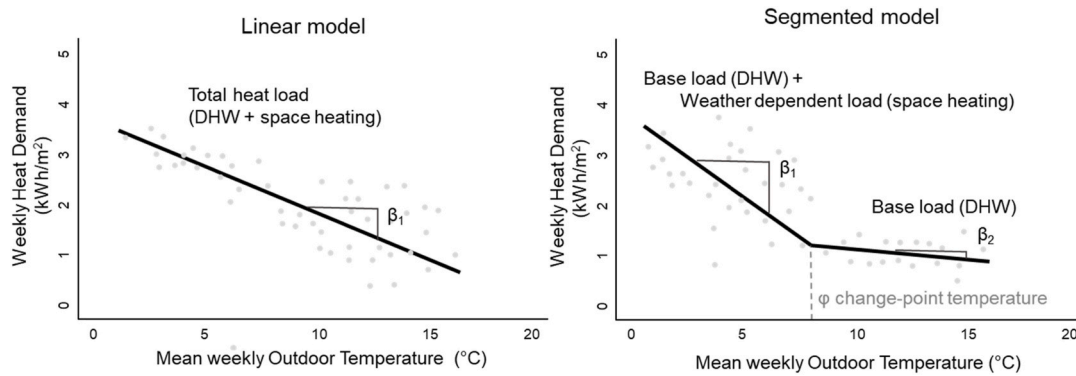 Linear model
Weekly Heat Demand
(kWh/m²)
5
4
3
2
1
0
Total heat load
(DHW + space heating)
β₁
0 5 10 15 20
Mean weekly Outdoor Temperature (°C)
Segmented model
Weekly Heat Demand
(kWh/m²)
5
4
3
2
1
0
Base load (DHW) +
Weather dependent load (space heating)
β₁
Base load (DHW)
β₂
φ change-point temperature
0 5 10 15 20
Mean weekly Outdoor Temperature (°C)